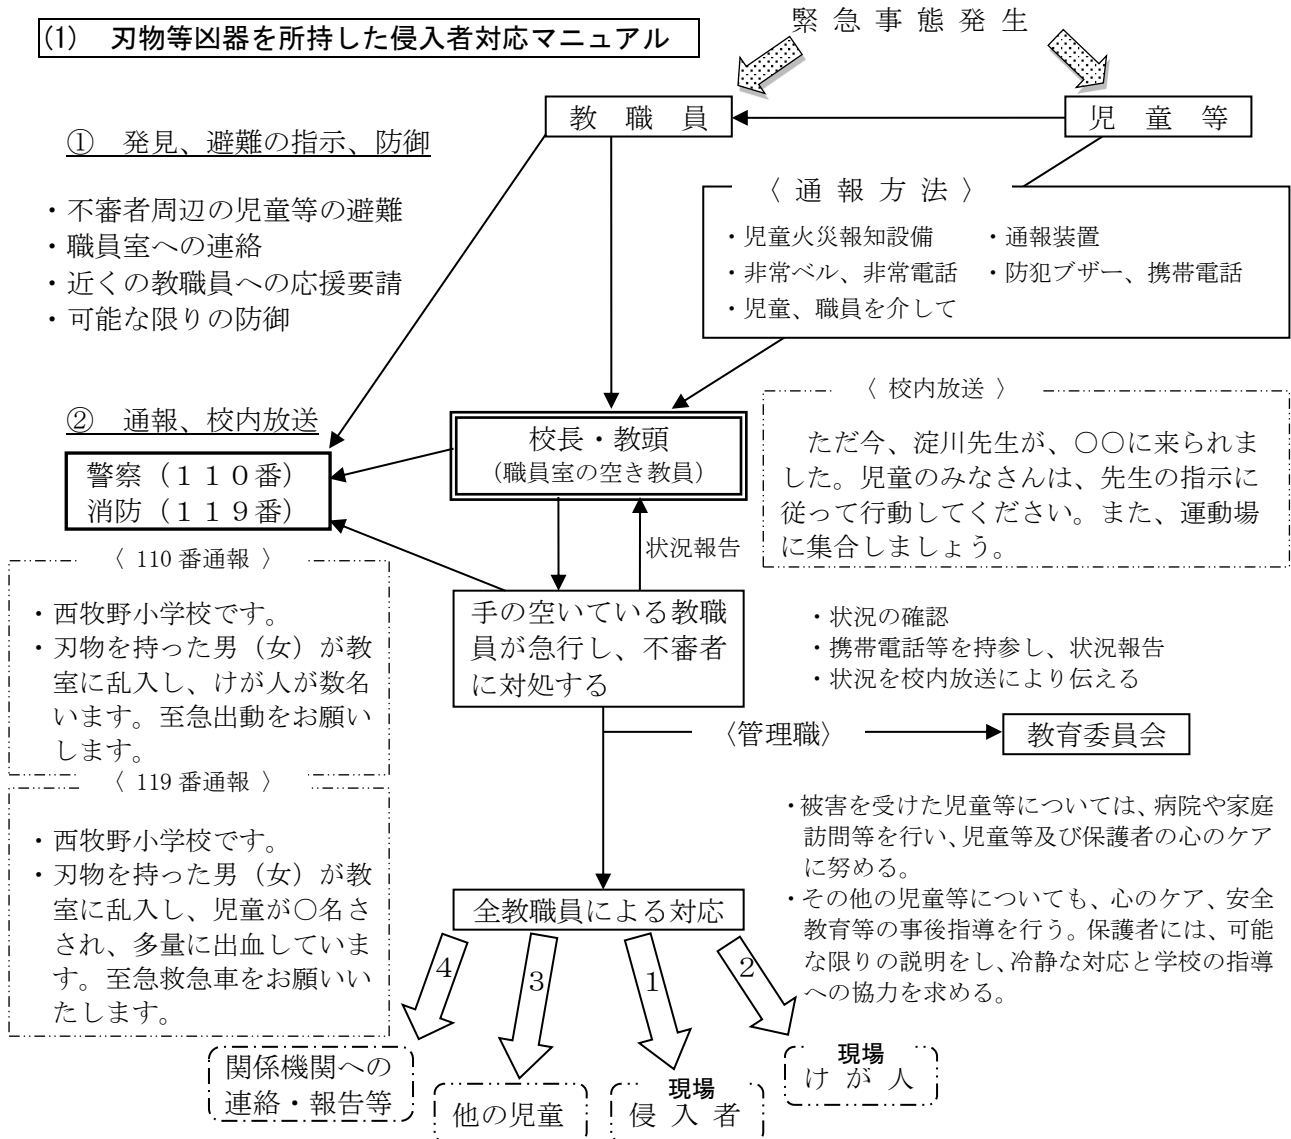 (1)　刃物等凶器を所持した侵入者対応マニュアル
緊急事態発生
教職員
児童等
①　発見、避難の指示、防御
・不審者周辺の児童等の避難
・職員室への連絡
・近くの教職員への応援要請
・可能な限りの防御
〈 通 報 方 法 〉
・児童火災報知設備　　・通報装置
・非常ベル、非常電話　・防犯ブザー、携帯電話
・児童、職員を介して
②　通報、校内放送
警察（１１０番）
消防（１１９番）
校長・教頭
（職員室の空き教員）
〈 校内放送 〉
ただ今、淀川先生が、〇〇に来られま
した。児童のみなさんは、先生の指示に
従って行動してください。また、運動場
に集合しましょう。
状況報告
〈 110 番通報 〉
・西牧野小学校です。
・刃物を持った男（女）が教
室に乱入し、けが人が数名
います。至急出動をお願い
します。
手の空いている教職
員が急行し、不審者
に対処する
・状況の確認
・携帯電話等を持参し、状況報告
・状況を校内放送により伝える
〈管理職〉
教育委員会
〈 119 番通報 〉
・西牧野小学校です。
・刃物を持った男（女）が教
室に乱入し、児童が〇名さ
され、多量に出血していま
す。至急救急車をお願いい
たします。
・被害を受けた児童等については、病院や家庭
訪問等を行い、児童等及び保護者の心のケア
に努める。
・その他の児童等についても、心のケア、安全
教育等の事後指導を行う。保護者には、可能
な限りの説明をし、冷静な対応と学校の指導
への協力を求める。
全教職員による対応
4
3
1
2
関係機関への
連絡・報告等
他の児童
現場
侵 入 者
現場
け が 人